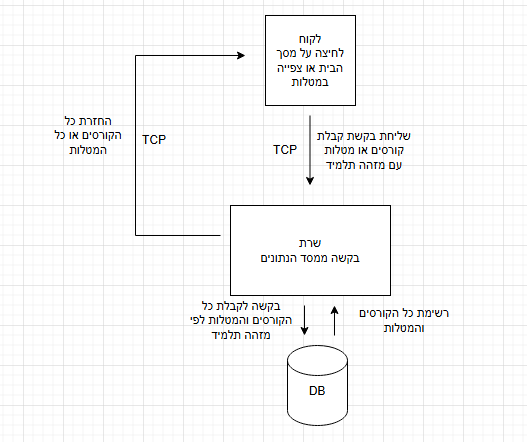 לקוח
לחיצה על מסך
הבית או צפייה
במטלות
החזרת כל
הקורסים או כל
המטלות
TCP
TCP
שליחת בקשת קבלת
קורסים או מטלות
עם מזהה תלמיד
שרת
בקשה ממסד הנתונים
בקשה לקבלת כל
הקורסים והמטלות לפי
מזהה תלמיד
רשימת כל הקורסים
והמטלות
DB